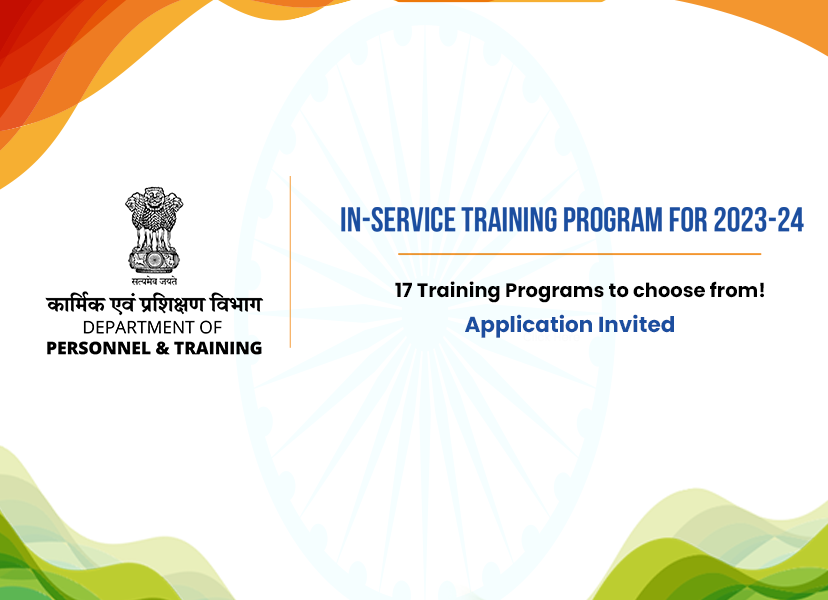 सत्यमेव जयते
कार्मिक एवं प्रशिक्षण विभाग
DEPARTMENT OF
PERSONNEL & TRAINING
IN-SERVICE TRAINING PROGRAM FOR 2023-24
17 Training Programs to choose from!
Application Invited